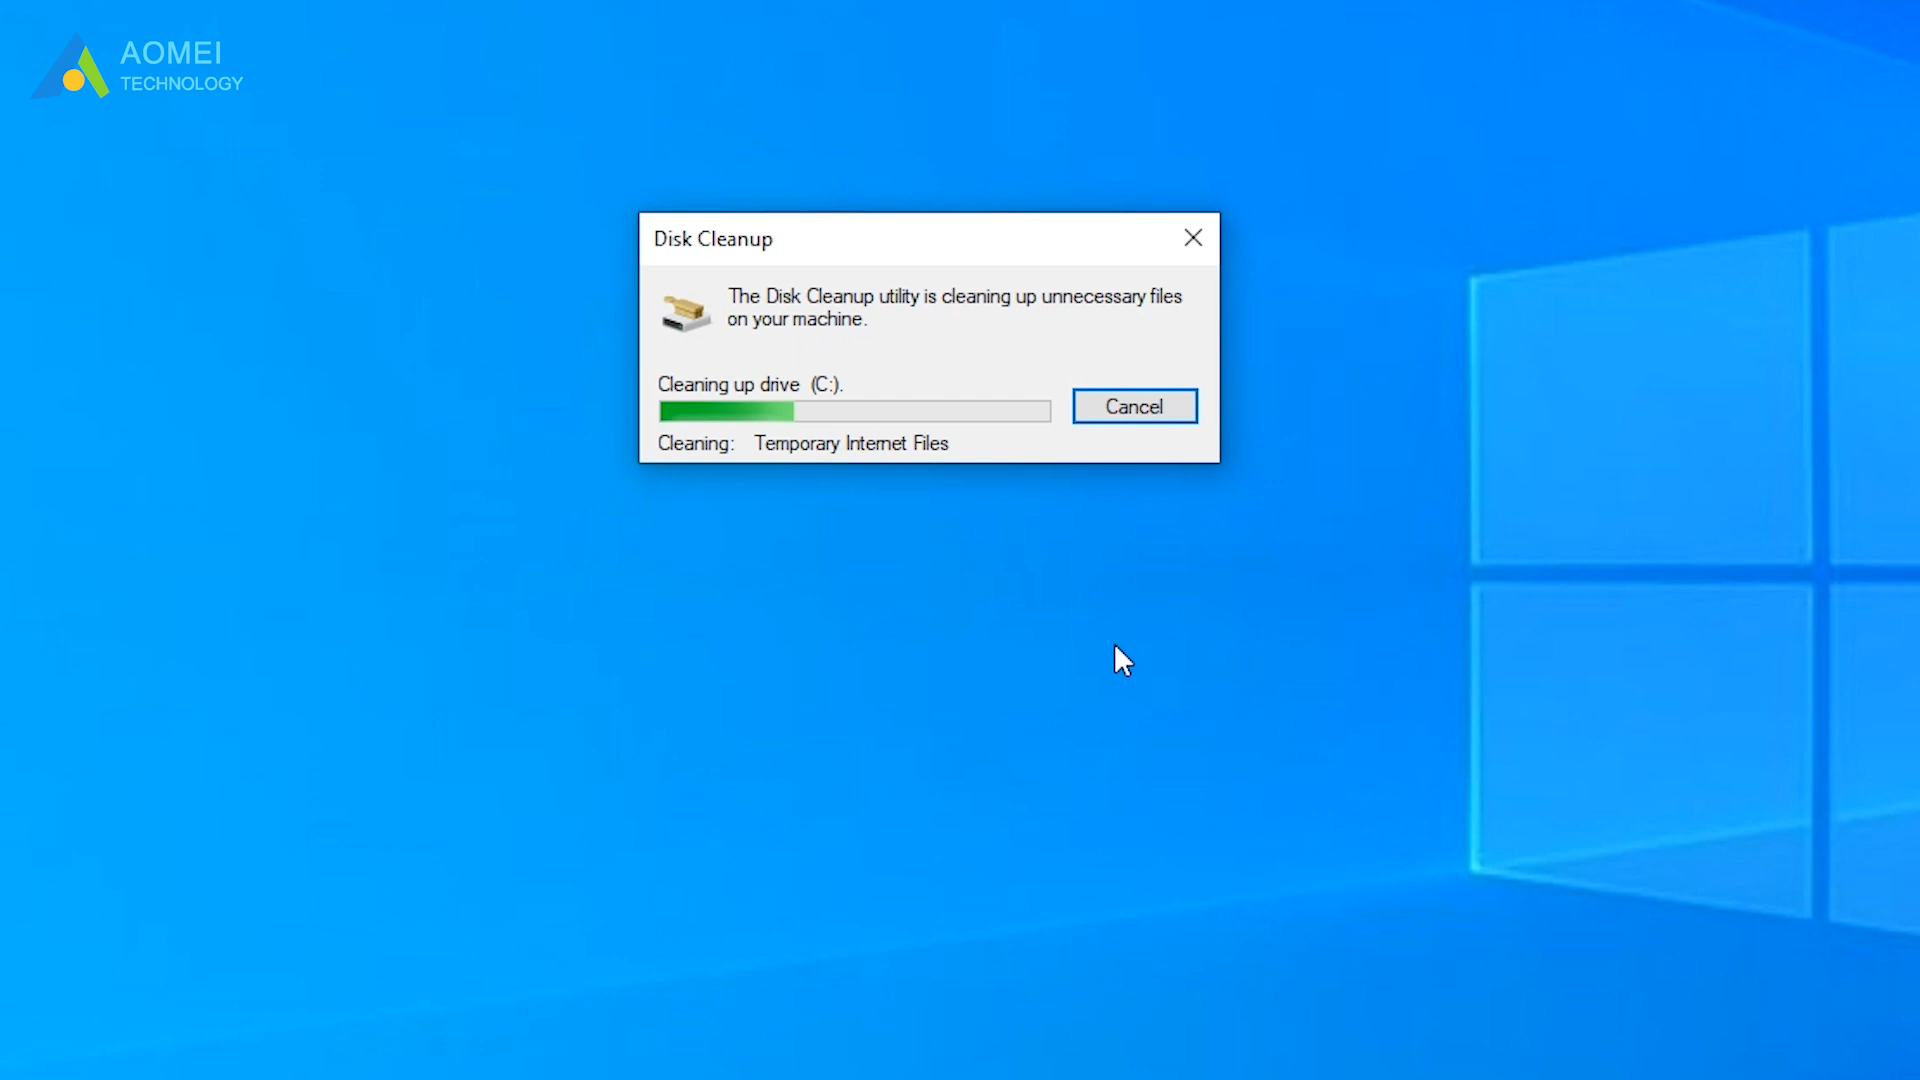 AOMEI
TECHNOLOGY
Disk Cleanup
The Disk Cleanup utility is cleaning up unnecessary files
on your machine.
Cleaning up drive (C:).
Cancel
Cleaning: Temporary Internet Files